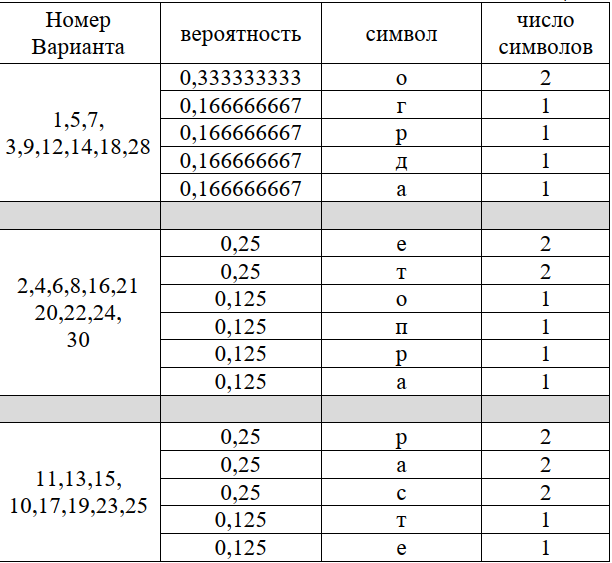 Номер Варианта вероятность символ число символов
1,5,7,
3,9,12,14,18,28
0,333333333 о 2
0,166666667 г 1
0,166666667 р 1
0,166666667 д 1
0,166666667 а 1
2,4,6,8,16,21
20,22,24,
30
0,25 е 2
0,25 т 2
0,125 о 1
0,125 п 1
0,125 р 1
0,125 а 1
11,13,15,
10,17,19,23,25
0,25 р 2
0,25 а 2
0,25 с 2
0,125 т 1
0,125 е 1